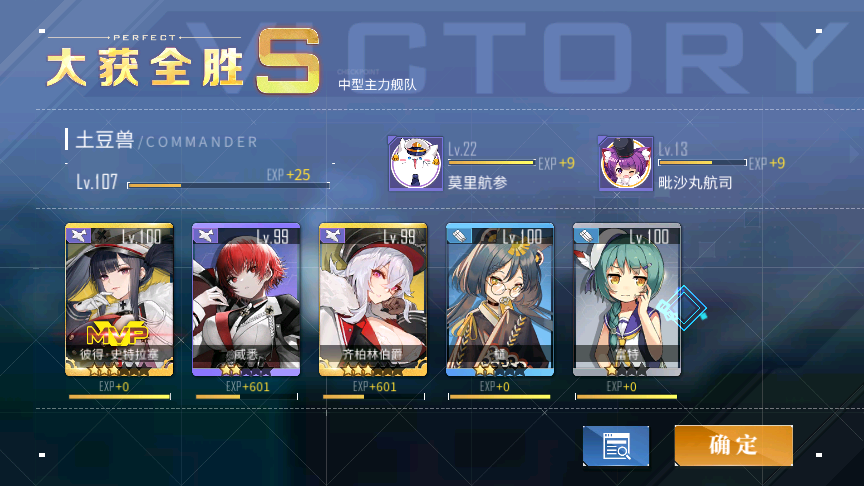 VICTORY
PERFECT
大获全胜 S
CHECKPOINT
中型主力舰队
土豆兽/COMMANDER
Lv.107
EXP+25
Lv.22
EXP+9
莫里航参
Lv.13
EXP+9
毗沙丸航司
Lv.100
Lv.99
Lv.99
Lv.100
Lv.100
MVP
彼得·史特拉塞
威悉
齐柏林伯爵
樋
富特
EXP+0
EXP+601
EXP+601
EXP+0
EXP+0
确定